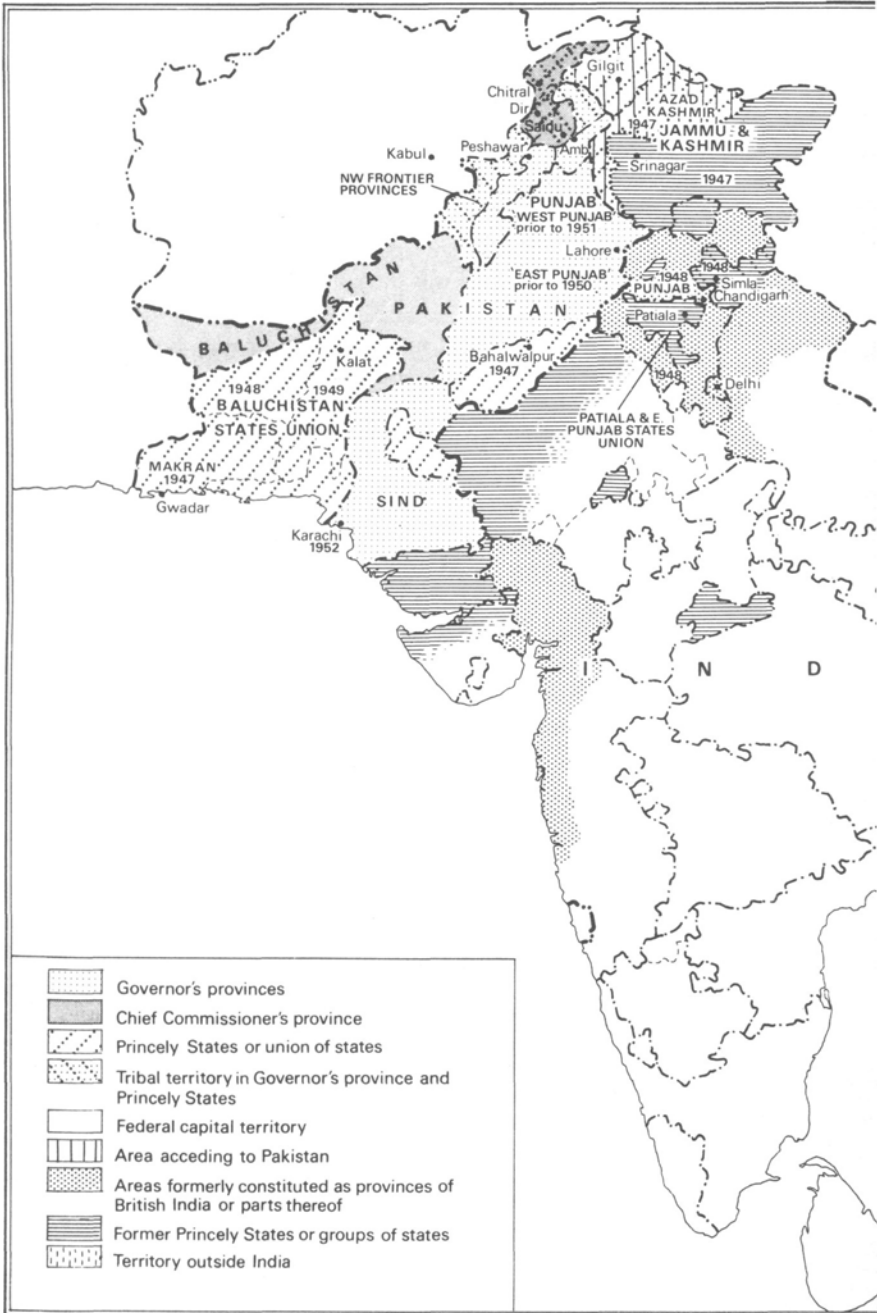 Gilgit
Chitral
Dir
Saidu
AZAD
KASHMIR
1947
JAMMU &
KASHMIR
Peshawar
Amb
Kabul
Srinagar
NW FRONTIER
PROVINCES
1947
PUNJAB
'WEST PUNJAB'
prior to 1951
Lahore
'EAST PUNJAB'
prior to 1950
1948
1948
PUNJAB
Simla
Chandigarh
BALUCHISTAN
PAKISTAN
Patiala
Kalat
Bahalwalpur
1947
1948
Delhi
1948
1949
BALUCHISTAN
STATES UNION
PATIALA & E
PUNJAB STATES
UNION
MAKRAN
1947
SIND
Gwadar
Karachi
1952
I N D
Governor's provinces
Chief Commissioner's province
Princely States or union of states
Tribal territory in Governor's province and
Princely States
Federal capital territory
Area acceding to Pakistan
Areas formerly constituted as provinces of
British India or parts thereof
Former Princely States or groups of states
Territory outside India